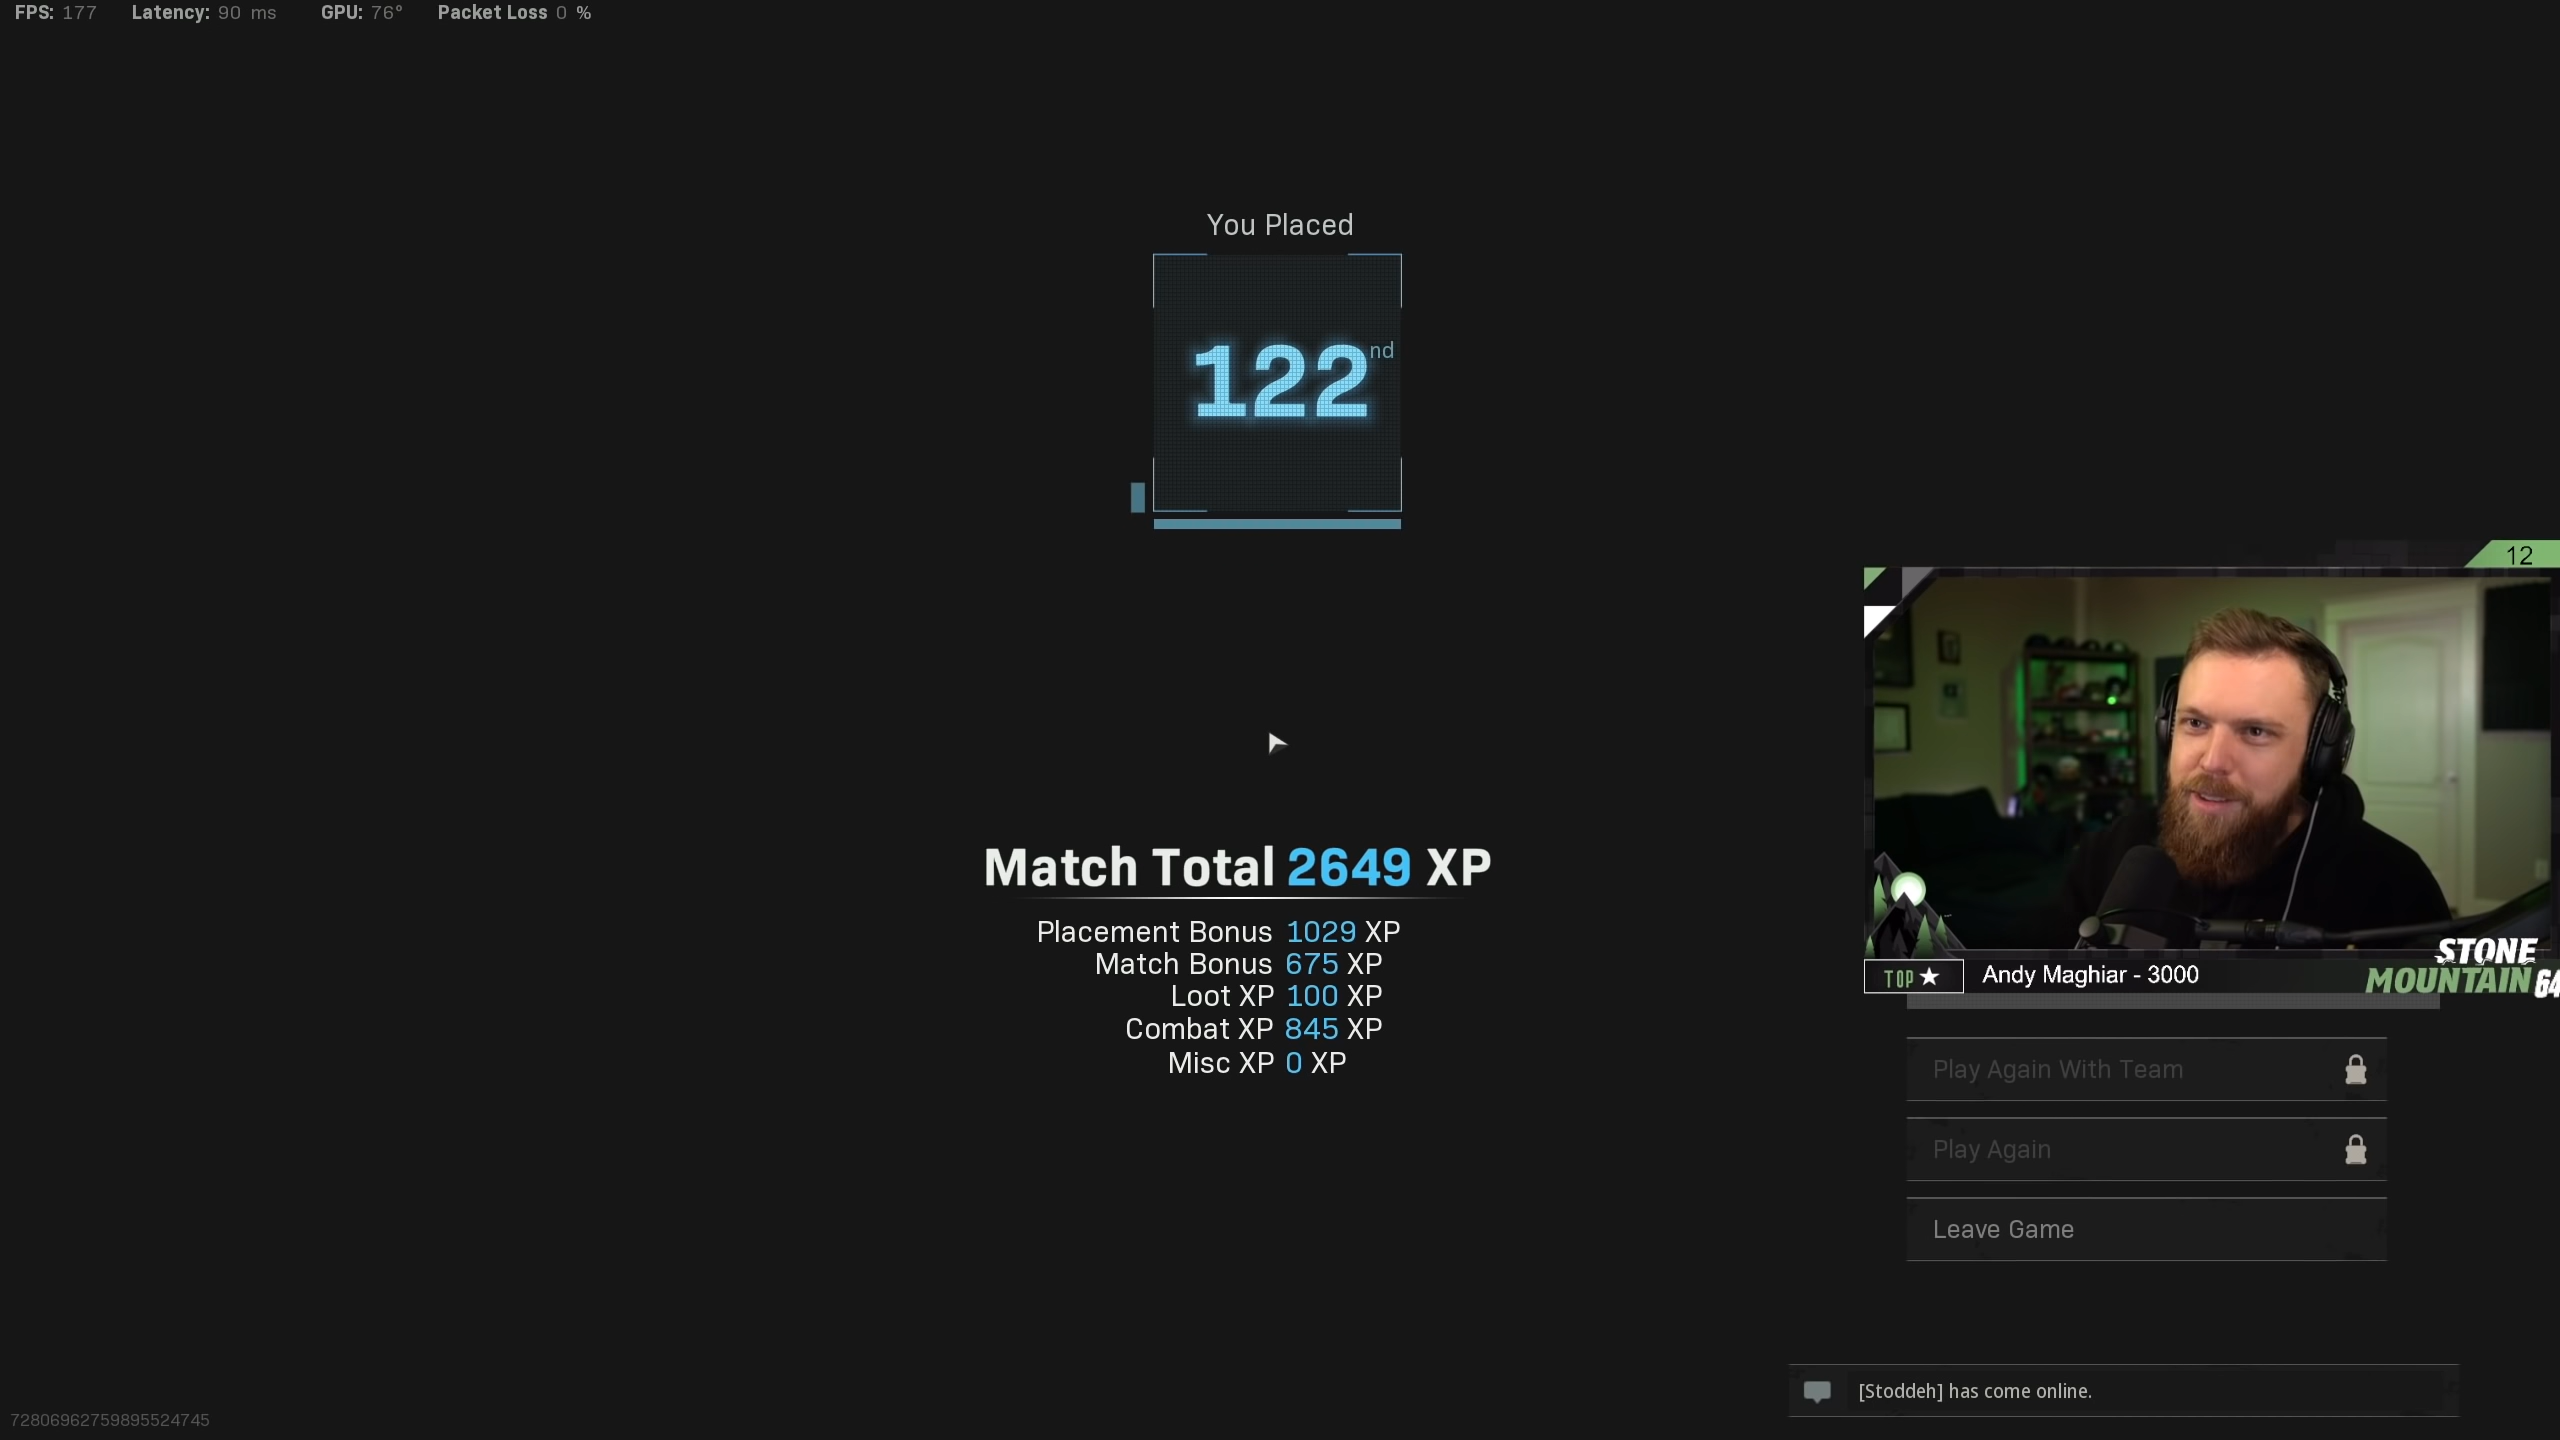 FPS: 177 Latency: 90 ms GPU: 76° Packet Loss 0 %
You Placed
122nd
12
Match Total 2649 XP
Placement Bonus 1029 XP
Match Bonus 675 XP
Loot XP 100 XP
Combat XP 845 XP
Misc XP 0 XP
STONE
MOUNTAIN 64
TOP ★ Andy Maghiar - 3000
Play Again With Team
Play Again
Leave Game
[Stoddeh] has come online.
72806962759895524745